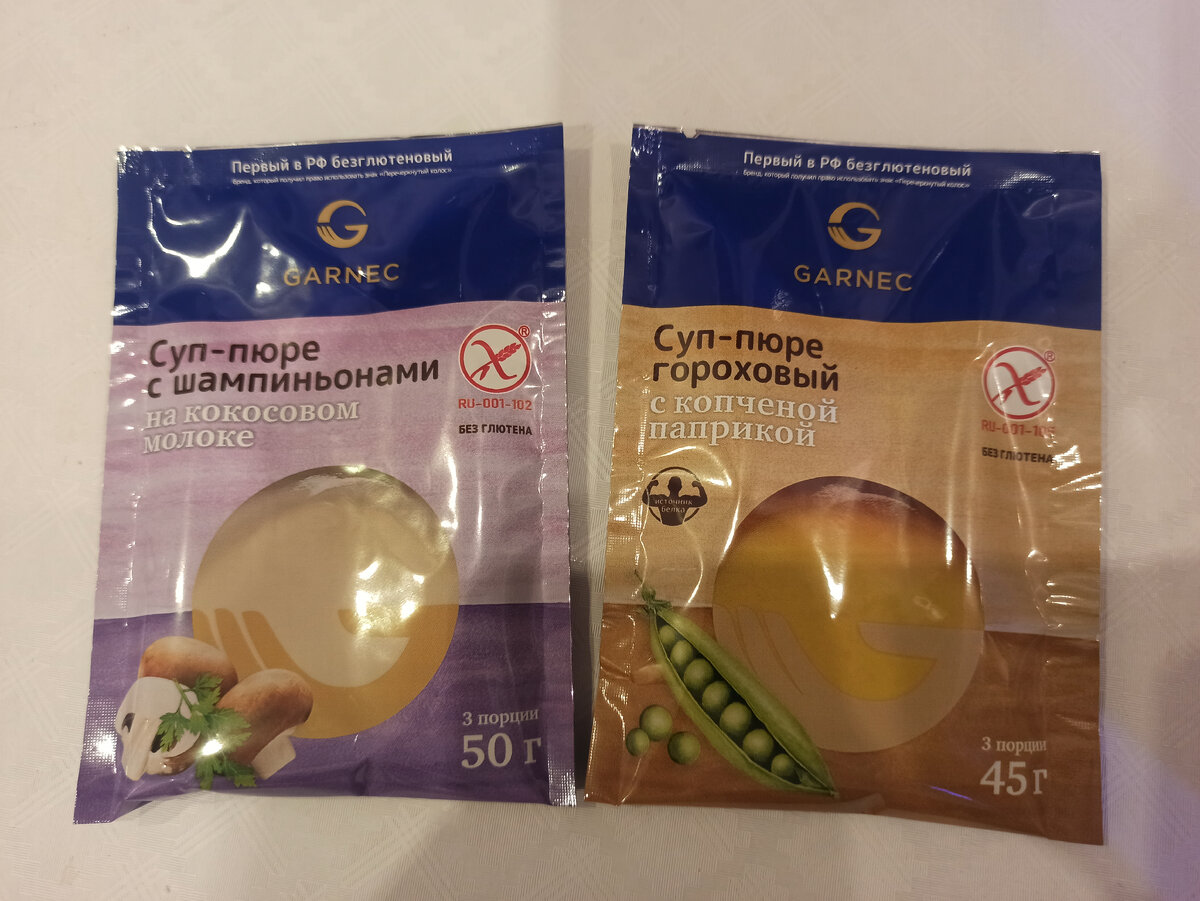 Первый в РФ безглютеновый
бренд, который получил право использовать знак «Перечеркнутый колос»
GARNEC
Суп-пюре
с шампиньонами
на кокосовом
молоке
®
RU-001-102
БЕЗ ГЛЮТЕНА
3 порции
50 г
Первый в РФ безглютеновый
бренд, который получил право использовать знак «Перечеркнутый колос»
GARNEC
Суп-пюре
гороховый
с копченой
паприкой
®
БЕЗ ГЛЮТЕНА
источник
белка
3 порции
45 г